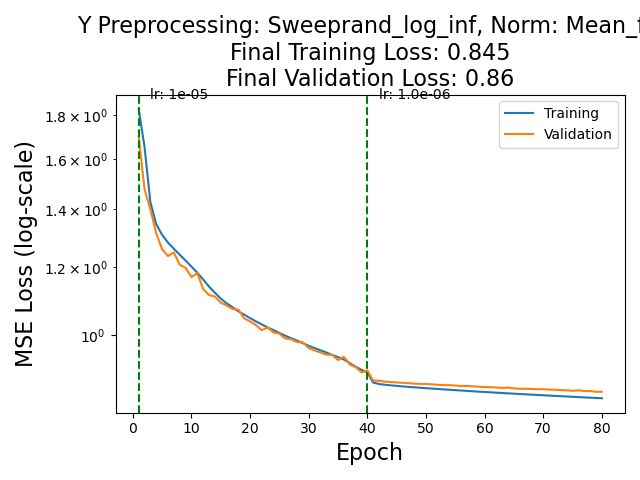 Y Preprocessing: Sweeprand_log_inf, Norm: Mean_f
Final Training Loss: 0.845
Final Validation Loss: 0.86
lr: 1e-05
lr: 1.0e-06
Training
Validation
1.8 × 10⁰
1.6 × 10⁰
1.4 × 10⁰
1.2 × 10⁰
10⁰
MSE Loss (log-scale)
0 10 20 30 40 50 60 70 80
Epoch